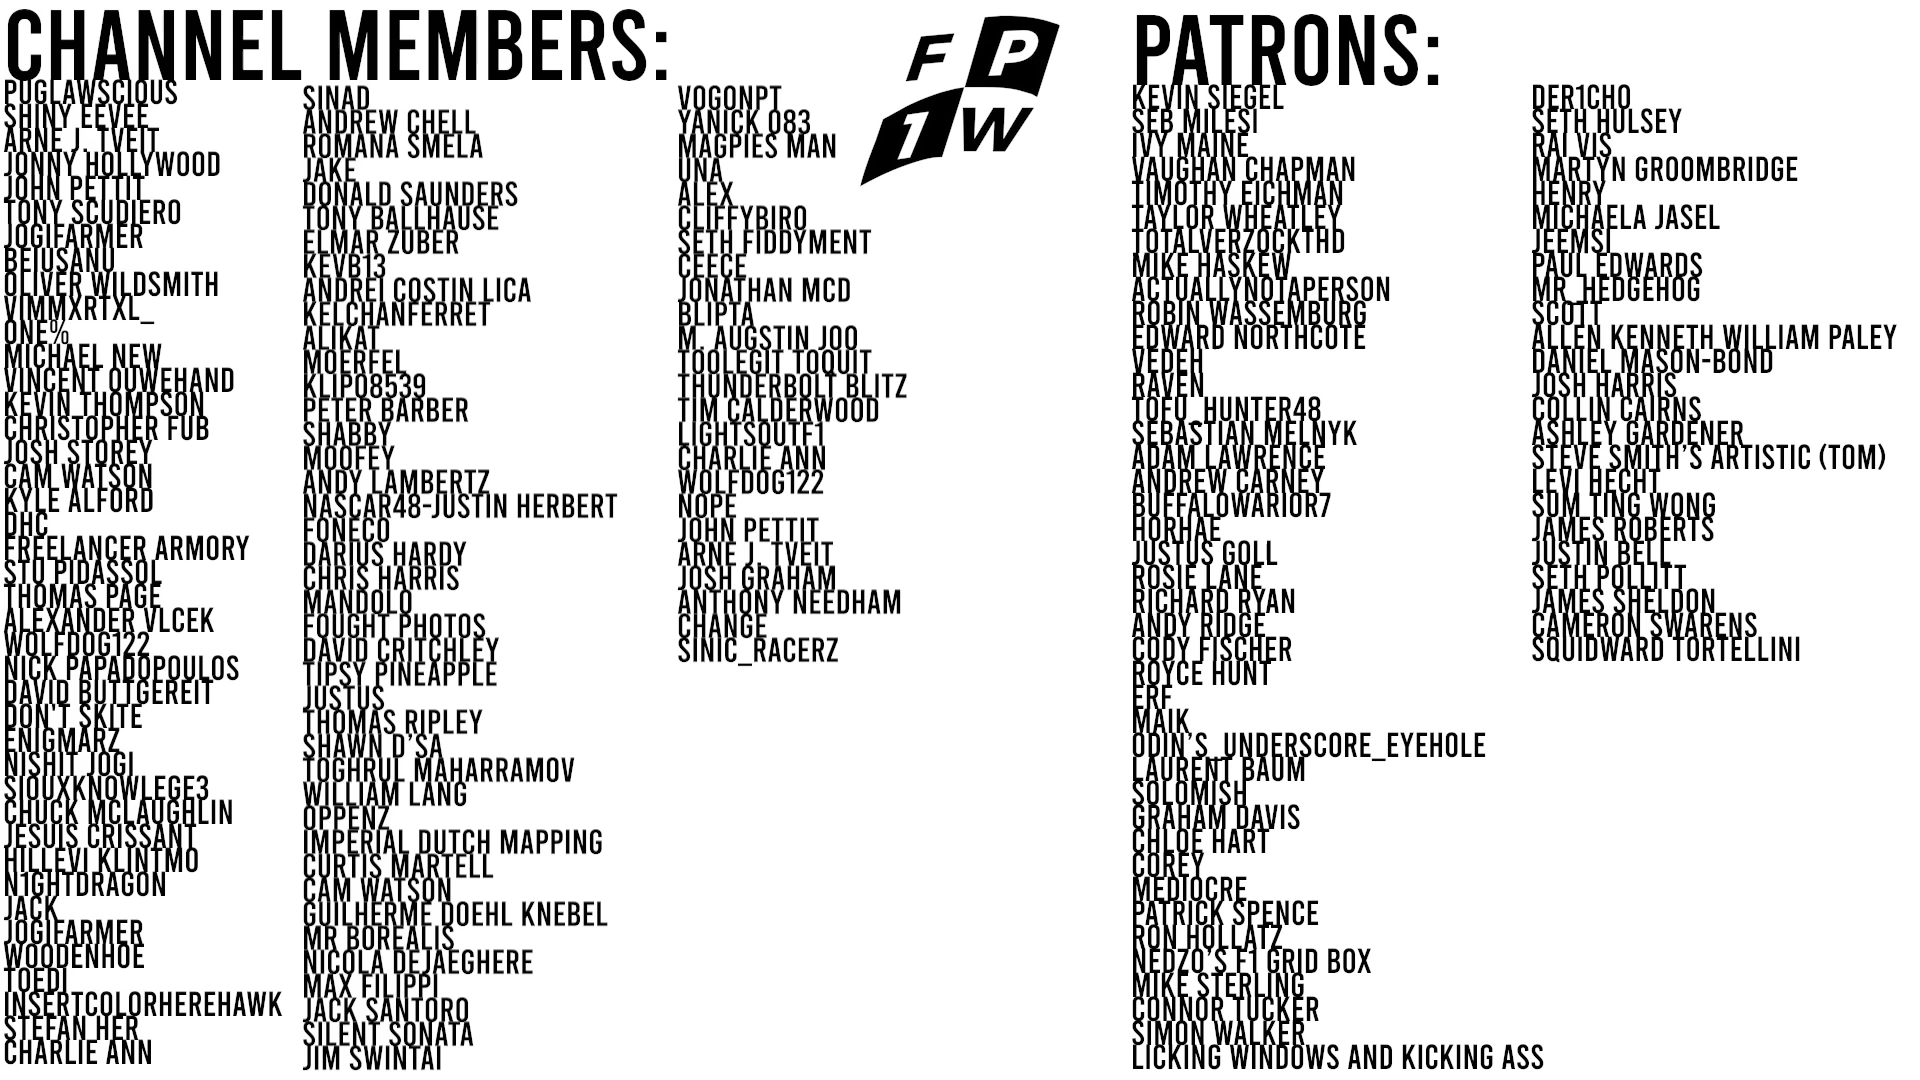 CHANNEL MEMBERS:
PUGLAWSCIOUS
SHINY EEVEE
ARNE J. TVEIT
JONNY HOLLYWOOD
JOHN PETTIT
TONY SCUDIERO
JOGIFARMER
BEIUSANU
OLIVER WILDSMITH
VIMMXRTXL_
ONE%
MICHAEL NEW
VINCENT OUWEHAND
KEVIN THOMPSON
CHRISTOPHER FUB
JOSH STOREY
CAM WATSON
KYLE ALFORD
DHC
FREELANCER ARMORY
STU PIDASSOL
THOMAS PAGE
ALEXANDER VLCEK
WOLFDOG122
NICK PAPADOPOULOS
DAVID BUTTGEREIT
DON'T SKITE
ENIGMARZ
NISHIT JOGI
SIOUXKNOWLEGE3
CHUCK MCLAUGHLIN
JESUIS CRISSANT
HILLEVI KLINTMO
N1GHTDRAGON
JACK
JOGIFARMER
WOODENHOE
TOEDI
INSERTCOLORHEREHAWK
STEFAN HER
CHARLIE ANN
SINAD
ANDREW CHELL
ROMANA SMELA
JAKE
DONALD SAUNDERS
TONY BALLHAUSE
ELMAR ZUBER
KEVB13
ANDREI COSTIN LICA
KELCHANFERRET
ALIKAT
MOERFEL
KLIPO8539
PETER BARBER
SHABBY
MOOFEY
ANDY LAMBERTZ
NASCAR48-JUSTIN HERBERT
FONECO
DARIUS HARDY
CHRIS HARRIS
MANDOLO
FOUGHT PHOTOS
DAVID CRITCHLEY
TIPSY PINEAPPLE
JUSTUS
THOMAS RIPLEY
SHAWN D'SA
TOGHRUL MAHARRAMOV
WILLIAM LANG
OPPENZ
IMPERIAL DUTCH MAPPING
CURTIS MARTELL
CAM WATSON
GUILHERME DOEHL KNEBEL
MR BOREALIS
NICOLA DEJAEGHERE
MAX FILIPPI
JACK SANTORO
SILENT SONATA
JIM SWINTAI
VOGONPT
YANICK 083
MAGPIES MAN
UNA
ALEX
CLIFFYBIRO
SETH FIDDYMENT
CEECE
JONATHAN MCD
BLIPTA
M. AUGSTIN JOO
TOOLEGIT TOQUIT
THUNDERBOLT BLITZ
TIM CALDERWOOD
LIGHTSOUTF1
CHARLIE ANN
WOLFDOG122
NOPE
JOHN PETTIT
ARNE J. TVEIT
JOSH GRAHAM
ANTHONY NEEDHAM
CHANGE
SINIC_RACERZ
F P
1 W
PATRONS:
KEVIN SIEGEL
SEB MILESI
IVY MAINE
VAUGHAN CHAPMAN
TIMOTHY EICHMAN
TAYLOR WHEATLEY
TOTALVERZOCKTHD
MIKE HASKEW
ACTUALLYNOTAPERSON
ROBIN WASSEMBURG
EDWARD NORTHCOTE
VEDEH
RAVEN
TOFU_HUNTER48
SEBASTIAN MELNYK
ADAM LAWRENCE
ANDREW CARNEY
BUFFALOWARIOR7
HORHAE
JUSTUS GOLL
ROSIE LANE
RICHARD RYAN
ANDY RIDGE
CODY FISCHER
ROYCE HUNT
ERF
MAIK
ODIN'S_UNDERSCORE_EYEHOLE
LAURENT BAUM
SOLOMISH
GRAHAM DAVIS
CHLOE HART
COREY
MEDIOCRE
PATRICK SPENCE
RON HOLLATZ
NEDZO'S F1 GRID BOX
MIKE STERLING
CONNOR TUCKER
SIMON WALKER
LICKING WINDOWS AND KICKING ASS
DER1CHO
SETH HULSEY
RAI VIS
MARTYN GROOMBRIDGE
HENRY
MICHAELA JASEL
JEEMSI
PAUL EDWARDS
MR_HEDGEHOG
SCOTT
ALLEN KENNETH WILLIAM PALEY
DANIEL MASON-BOND
JOSH HARRIS
COLLIN CAIRNS
ASHLEY GARDENER
STEVE SMITH'S ARTISTIC (TOM)
LEVI HECHT
SUM TING WONG
JAMES ROBERTS
JUSTIN BELL
SETH POLLITT
JAMES SHELDON
CAMERON SWARENS
SQUIDWARD TORTELLINI